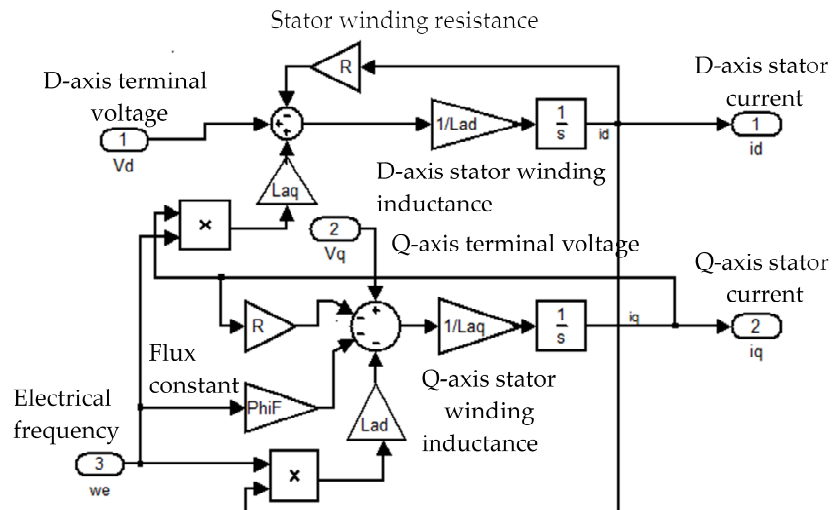 Stator winding resistance
D-axis terminal
voltage
R
D-axis stator
current
1
Vd
+
-
+
1/Lad
1
s
id
1
id
Laq
D-axis stator winding
inductance
×
2
Vq
Q-axis terminal voltage
Q-axis stator
current
R
-
+
-
-
1/Laq
1
s
iq
2
iq
Flux
constant
PhiF
Q-axis stator
winding
inductance
Lad
Electrical
frequency
3
we
×